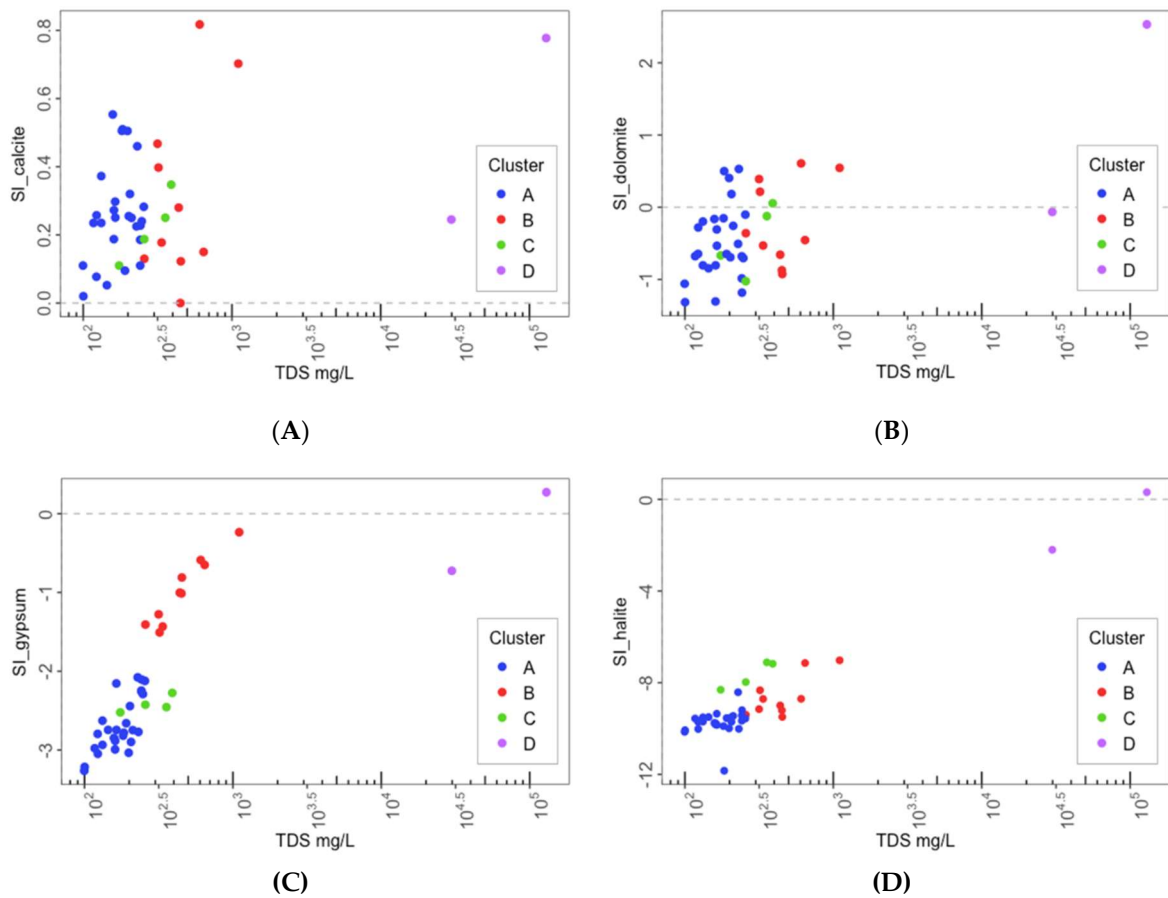 SI_calcite
0.8
0.6
0.4
0.2
0.0
Cluster
A
B
C
D
10^2
10^2.5
10^3
10^3.5
10^4
10^4.5
10^5
TDS mg/L
(A)
SI_dolomite
2
1
0
-1
Cluster
A
B
C
D
10^2
10^2.5
10^3
10^3.5
10^4
10^4.5
10^5
TDS mg/L
(B)
SI_gypsum
0
-1
-2
-3
Cluster
A
B
C
D
10^2
10^2.5
10^3
10^3.5
10^4
10^4.5
10^5
TDS mg/L
(C)
SI_halite
0
-4
-8
-12
Cluster
A
B
C
D
10^2
10^2.5
10^3
10^3.5
10^4
10^4.5
10^5
TDS mg/L
(D)